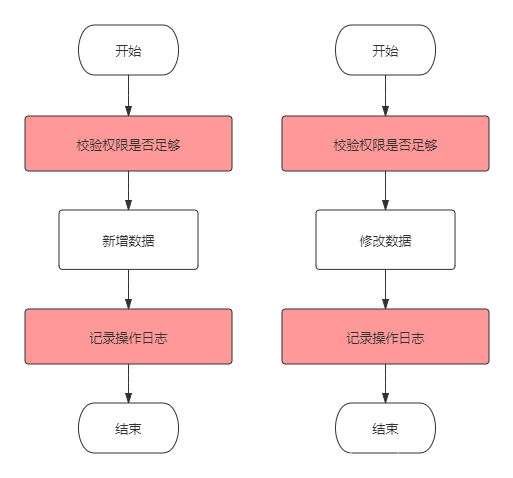 开始
校验权限是否足够
新增数据
记录操作日志
结束
开始
校验权限是否足够
修改数据
记录操作日志
结束